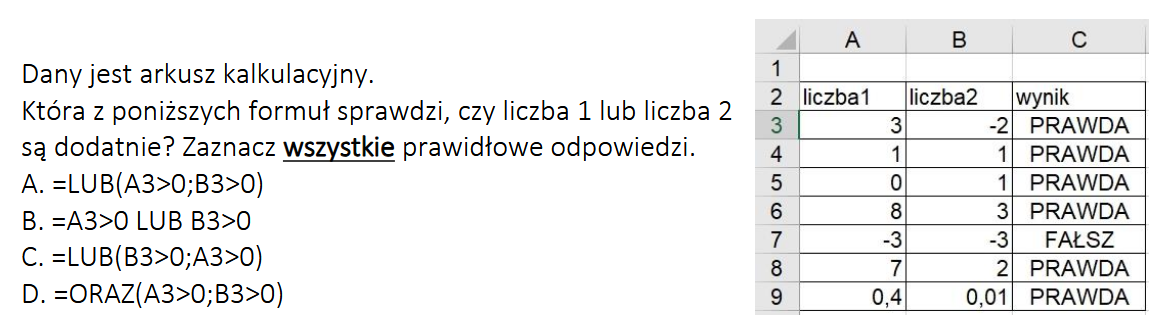 Dany jest arkusz kalkulacyjny.
Która z poniższych formuł sprawdzi, czy liczba 1 lub liczba 2
są dodatnie? Zaznacz wszystkie prawidłowe odpowiedzi.
A. =LUB(A3>0;B3>0)
B. =A3>0 LUB B3>0
C. =LUB(B3>0;A3>0)
D. =ORAZ(A3>0;B3>0)
A B C
1
2 liczba1 liczba2 wynik
3 3 -2 PRAWDA
4 1 1 PRAWDA
5 0 1 PRAWDA
6 8 3 PRAWDA
7 -3 -3 FAŁSZ
8 7 2 PRAWDA
9 0,4 0,01 PRAWDA